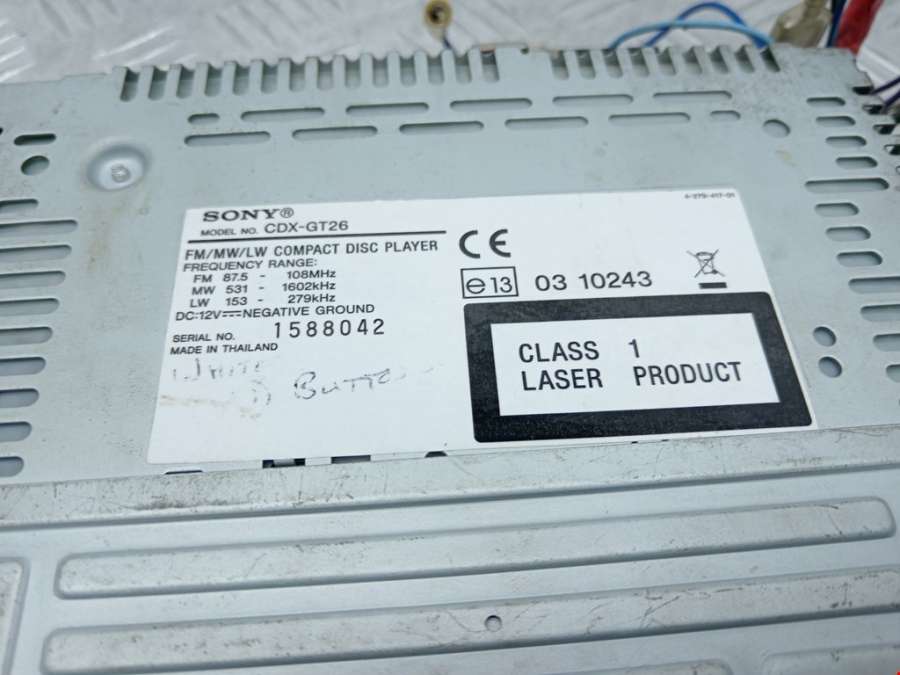 4-279-417-01
SONY®
MODEL NO. CDX-GT26
FM/MW/LW COMPACT DISC PLAYER
FREQUENCY RANGE:
FM 87.5 - 108MHz
MW 531 - 1602kHz
LW 153 - 279kHz
DC:12V⎓NEGATIVE GROUND
SERIAL NO. 1588042
MADE IN THAILAND
CE
e13 03 10243
CLASS 1
LASER PRODUCT
WHITE